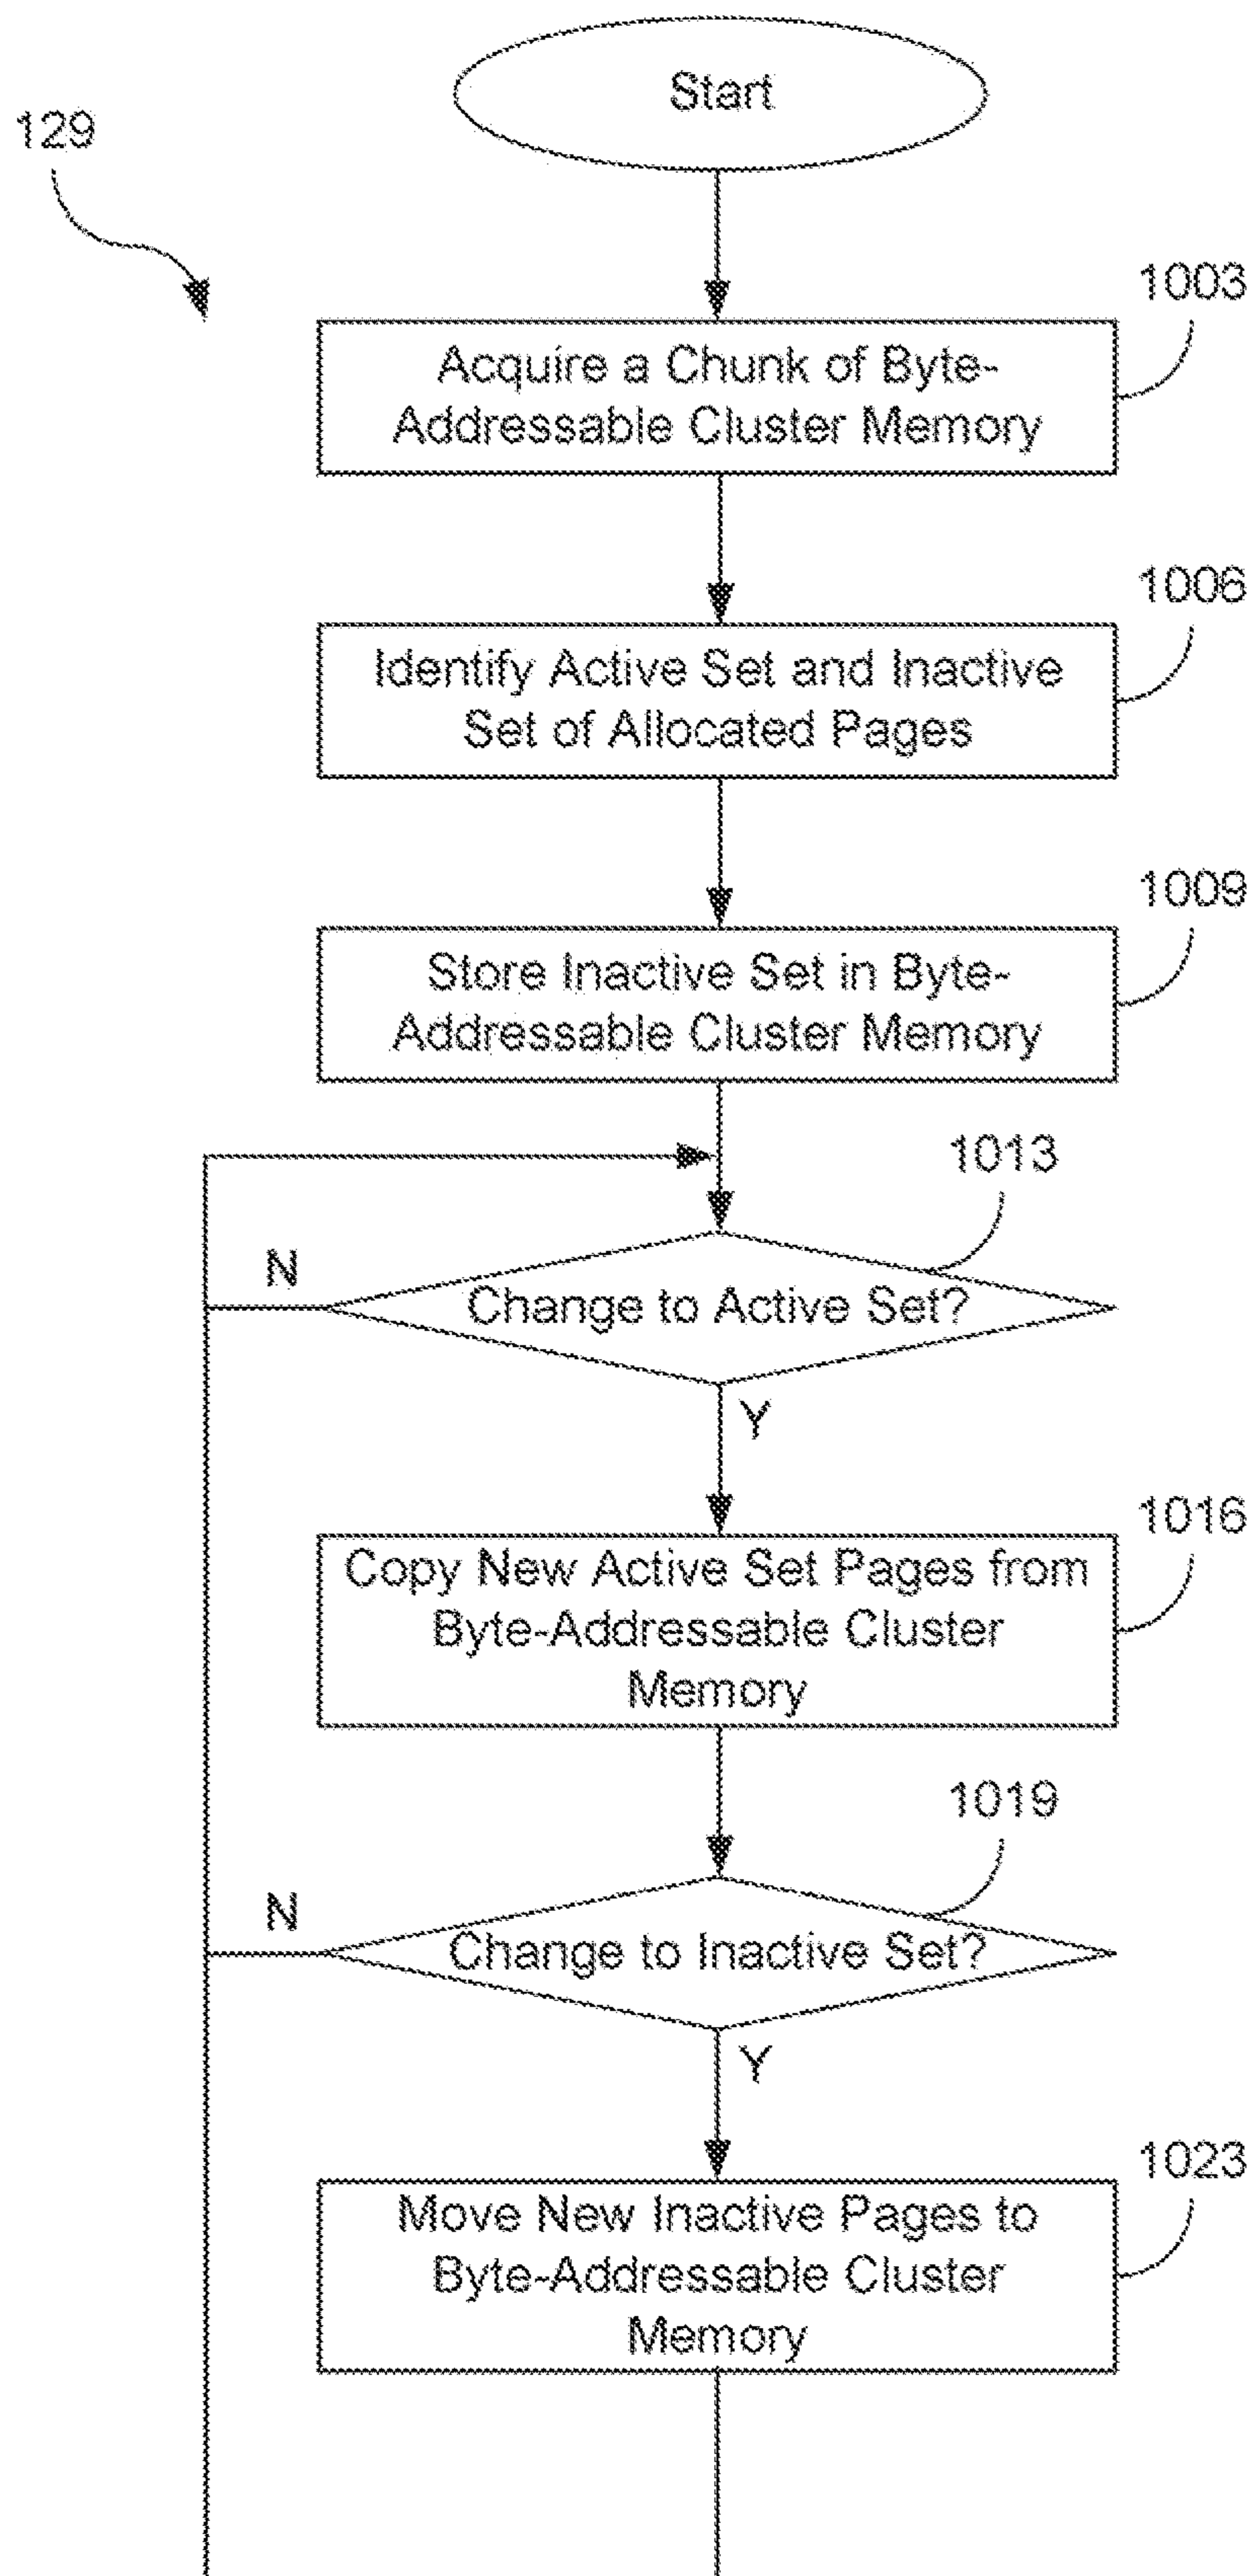 Start
129
1003
Acquire a Chunk of Byte-
Addressable Cluster Memory
1006
Identify Active Set and Inactive
Set of Allocated Pages
1009
Store Inactive Set in Byte-
Addressable Cluster Memory
1013
N
Change to Active Set?
Y
1016
Copy New Active Set Pages from
Byte-Addressable Cluster
Memory
1019
N
Change to Inactive Set?
Y
1023
Move New Inactive Pages to
Byte-Addressable Cluster
Memory